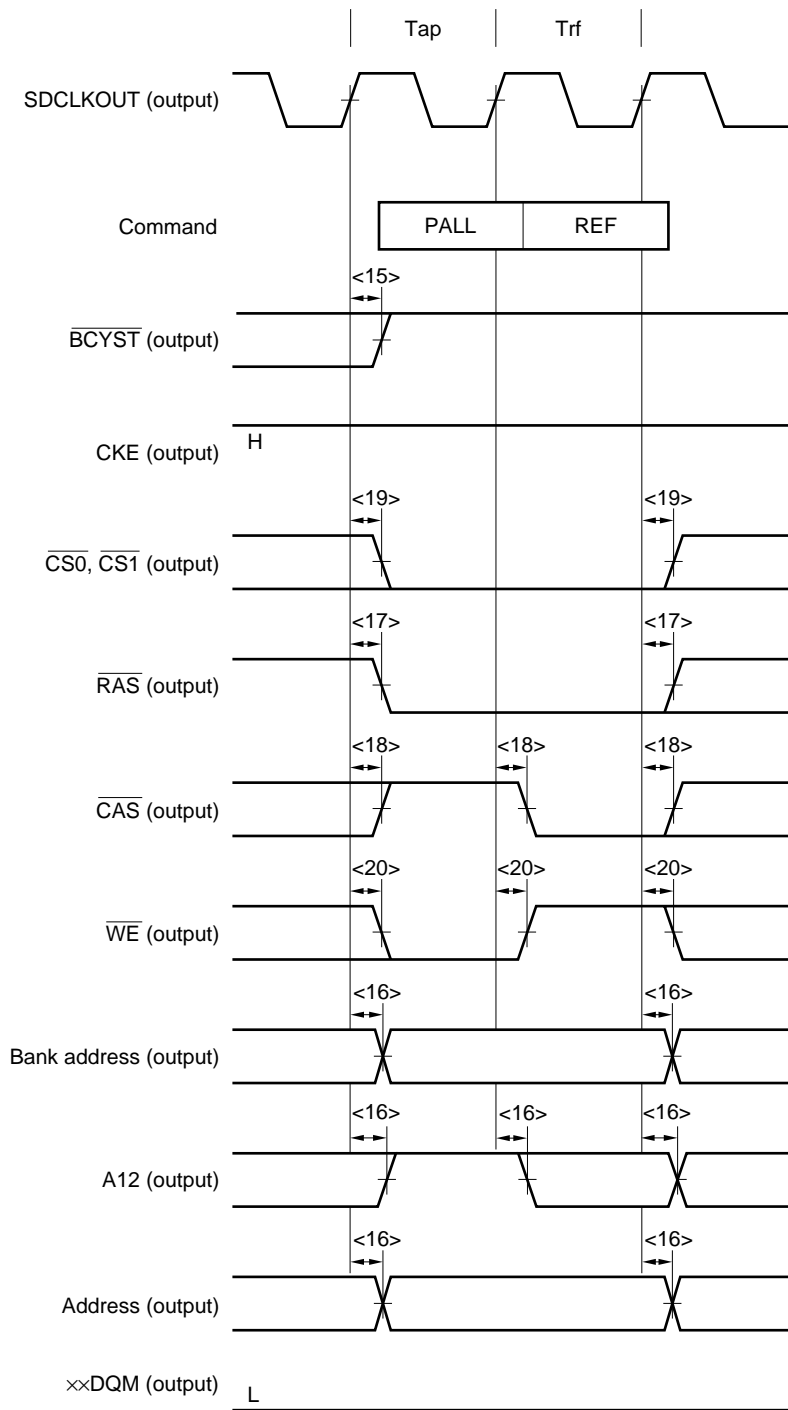 Tap Trf
SDCLKOUT (output)
Command PALL REF
<15>
BCYST (output)
CKE (output) H
<19> <19>
CS0, CS1 (output)
<17> <17>
RAS (output)
<18> <18> <18>
CAS (output)
<20> <20> <20>
WE (output)
<16> <16>
Bank address (output)
<16> <16> <16>
A12 (output)
<16> <16>
Address (output)
××DQM (output) L